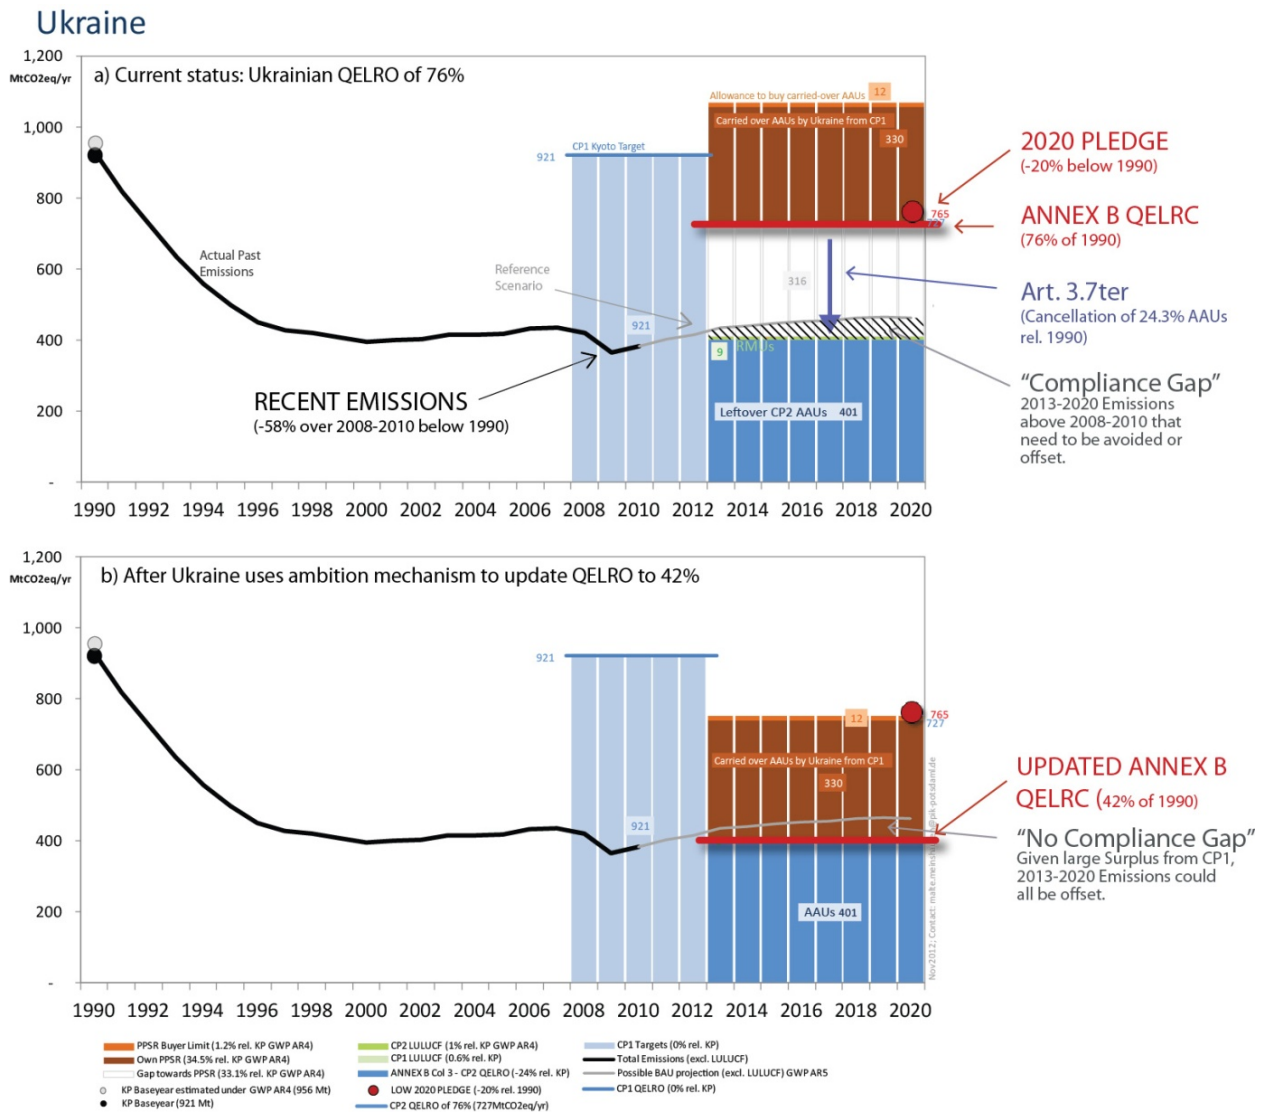 Ukraine
1,200
MtCO2eq/yr
a) Current status: Ukrainian QELRO of 76%
Allowance to buy carried-over AAUs 12
Carried over AAUs by Ukraine from CP1
330
1,000
CP1 Kyoto Target
921
2020 PLEDGE
(-20% below 1990)
800
765
727
ANNEX B QELRC
(76% of 1990)
Actual Past
Emissions
600
Reference
Scenario
316
Art. 3.7ter
(Cancellation of 24.3% AAUs
rel. 1990)
921
400
9 RMUs
"Compliance Gap"
2013-2020 Emissions
above 2008-2010 that
need to be avoided or
offset.
RECENT EMISSIONS
(-58% over 2008-2010 below 1990)
Leftover CP2 AAUs 401
200
-
1990 1992 1994 1996 1998 2000 2002 2004 2006 2008 2010 2012 2014 2016 2018 2020
1,200
MtCO2eq/yr
b) After Ukraine uses ambition mechanism to update QELRO to 42%
1,000
921
800
12
765
727
Carried over AAUs by Ukraine from CP1
330
600
UPDATED ANNEX B
QELRC (42% of 1990)
921
400
"No Compliance Gap"
Given large Surplus from CP1,
2013-2020 Emissions could
all be offset.
AAUs 401
200
-
Nov2012; Contact:
1990 1992 1994 1996 1998 2000 2002 2004 2006 2008 2010 2012 2014 2016 2018 2020
PPSR Buyer Limit (1.2% rel. KP GWP AR4)
Own PPSR (34.5% rel. KP GWP AR4)
Gap towards PPSR (33.1% rel. KP GWP AR4)
KP Baseyear estimated under GWP AR4 (956 Mt)
KP Baseyear (921 Mt)
CP2 LULUCF (1% rel. KP GWP AR4)
CP1 LULUCF (0.6% rel. KP)
ANNEX B Col 3 - CP2 QELRO (-24% rel. KP)
LOW 2020 PLEDGE (-20% rel. 1990)
CP2 QELRO of 76% (727MtCO2eq/yr)
CP1 Targets (0% rel. KP)
Total Emissions (excl. LULUCF)
Possible BAU projection (excl. LULUCF) GWP AR5
CP1 QELRO (0% rel. KP)